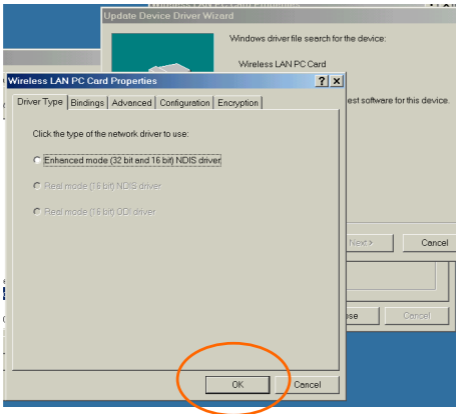 Update Device Driver Wizard
Windows driver file search for the device:
Wireless LAN PC Card
est software for this device.
Wireless LAN PC Card Properties
Driver Type
Bindings
Advanced
Configuration
Encryption
Click the type of the network driver to use:
Enhanced mode (32 bit and 16 bit) NDIS driver
Real mode (16 bit) NDIS driver
Real mode (16 bit) ODI driver
Next >
Cancel
Cancel
OK
Cancel